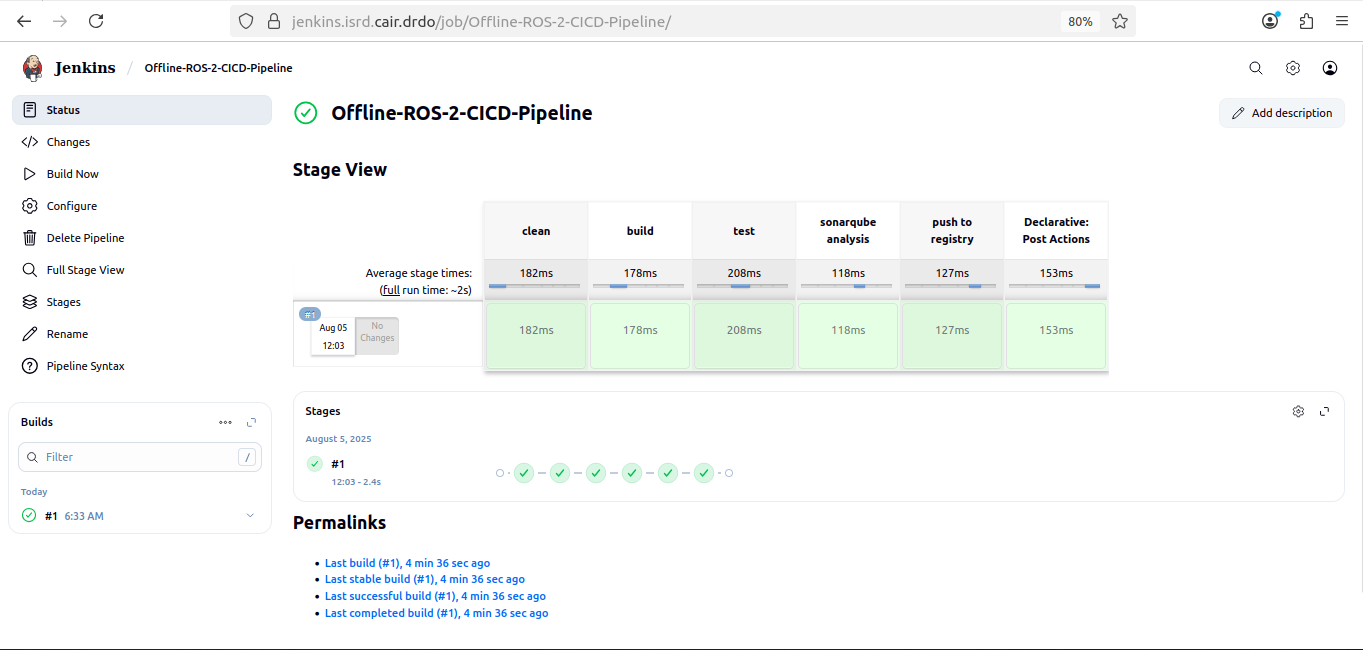 jenkins.isrd.cair.drdo/job/Offline-ROS-2-CICD-Pipeline/
80%
Jenkins / Offline-ROS-2-CICD-Pipeline
Status
Changes
Build Now
Configure
Delete Pipeline
Full Stage View
Stages
Rename
Pipeline Syntax
Builds
Filter
/
Today
#1 6:33 AM
Offline-ROS-2-CICD-Pipeline
Add description
Stage View
clean
build
test
sonarqube
analysis
push to
registry
Declarative:
Post Actions
Average stage times:
(full run time: ~2s)
182ms
178ms
208ms
118ms
127ms
153ms
#1
Aug 05
12:03
No
Changes
182ms
178ms
208ms
118ms
127ms
153ms
Stages
August 5, 2025
#1
12:03 - 2.4s
Permalinks
Last build (#1), 4 min 36 sec ago
Last stable build (#1), 4 min 36 sec ago
Last successful build (#1), 4 min 36 sec ago
Last completed build (#1), 4 min 36 sec ago